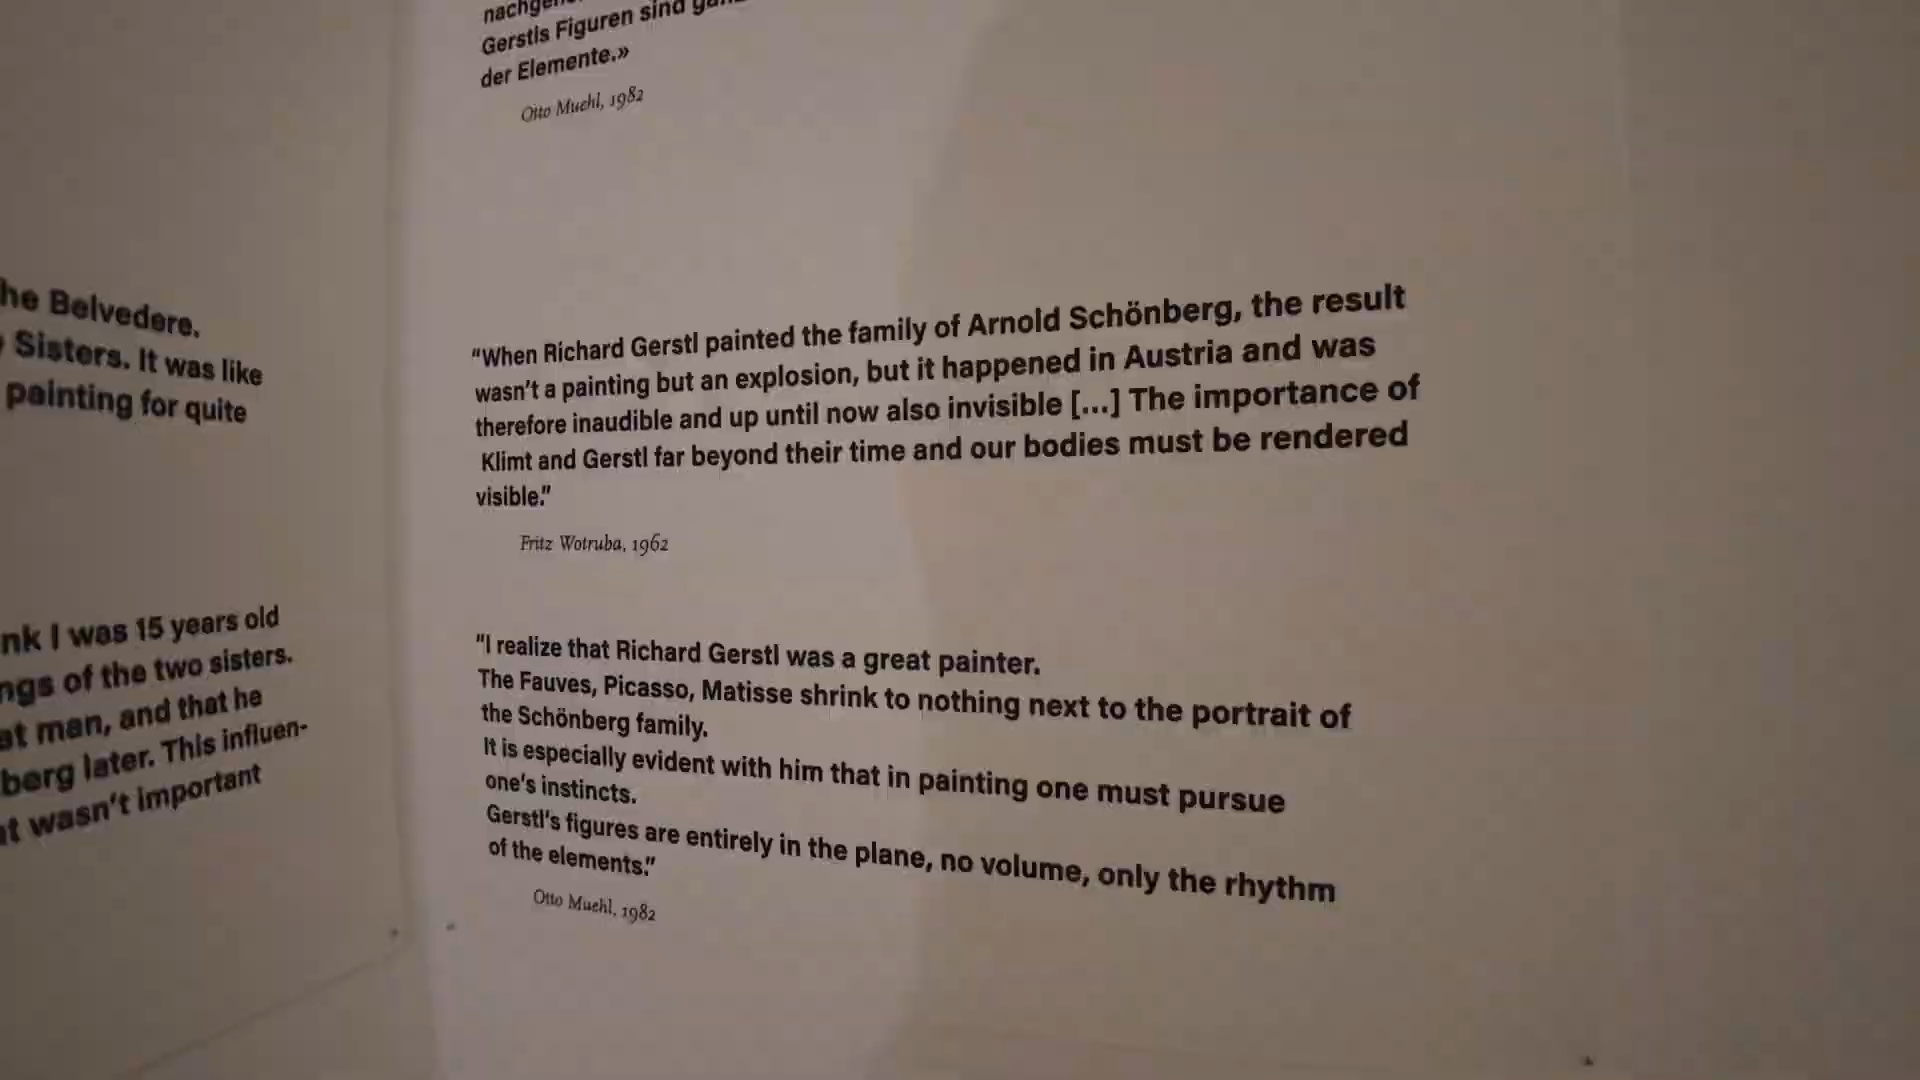 Gerstls Figuren sind
der Elemente.»
Otto Muehl, 1982
he Belvedere.
Sisters. It was like
painting for quite
I was 15 years old
of the two sisters.
man, and that he
later. This influen-
wasn't important
"When Richard Gerstl painted the family of Arnold Schönberg, the result
wasn't a painting but an explosion, but it happened in Austria and was
therefore inaudible and up until now also invisible [...] The importance of
Klimt and Gerstl far beyond their time and our bodies must be rendered
visible."
Fritz Wotruba, 1962
"I realize that Richard Gerstl was a great painter.
The Fauves, Picasso, Matisse shrink to nothing next to the portrait of
the Schönberg family.
It is especially evident with him that in painting one must pursue
one's instincts.
Gerstl's figures are entirely in the plane, no volume, only the rhythm
of the elements."
Otto Muehl, 1982